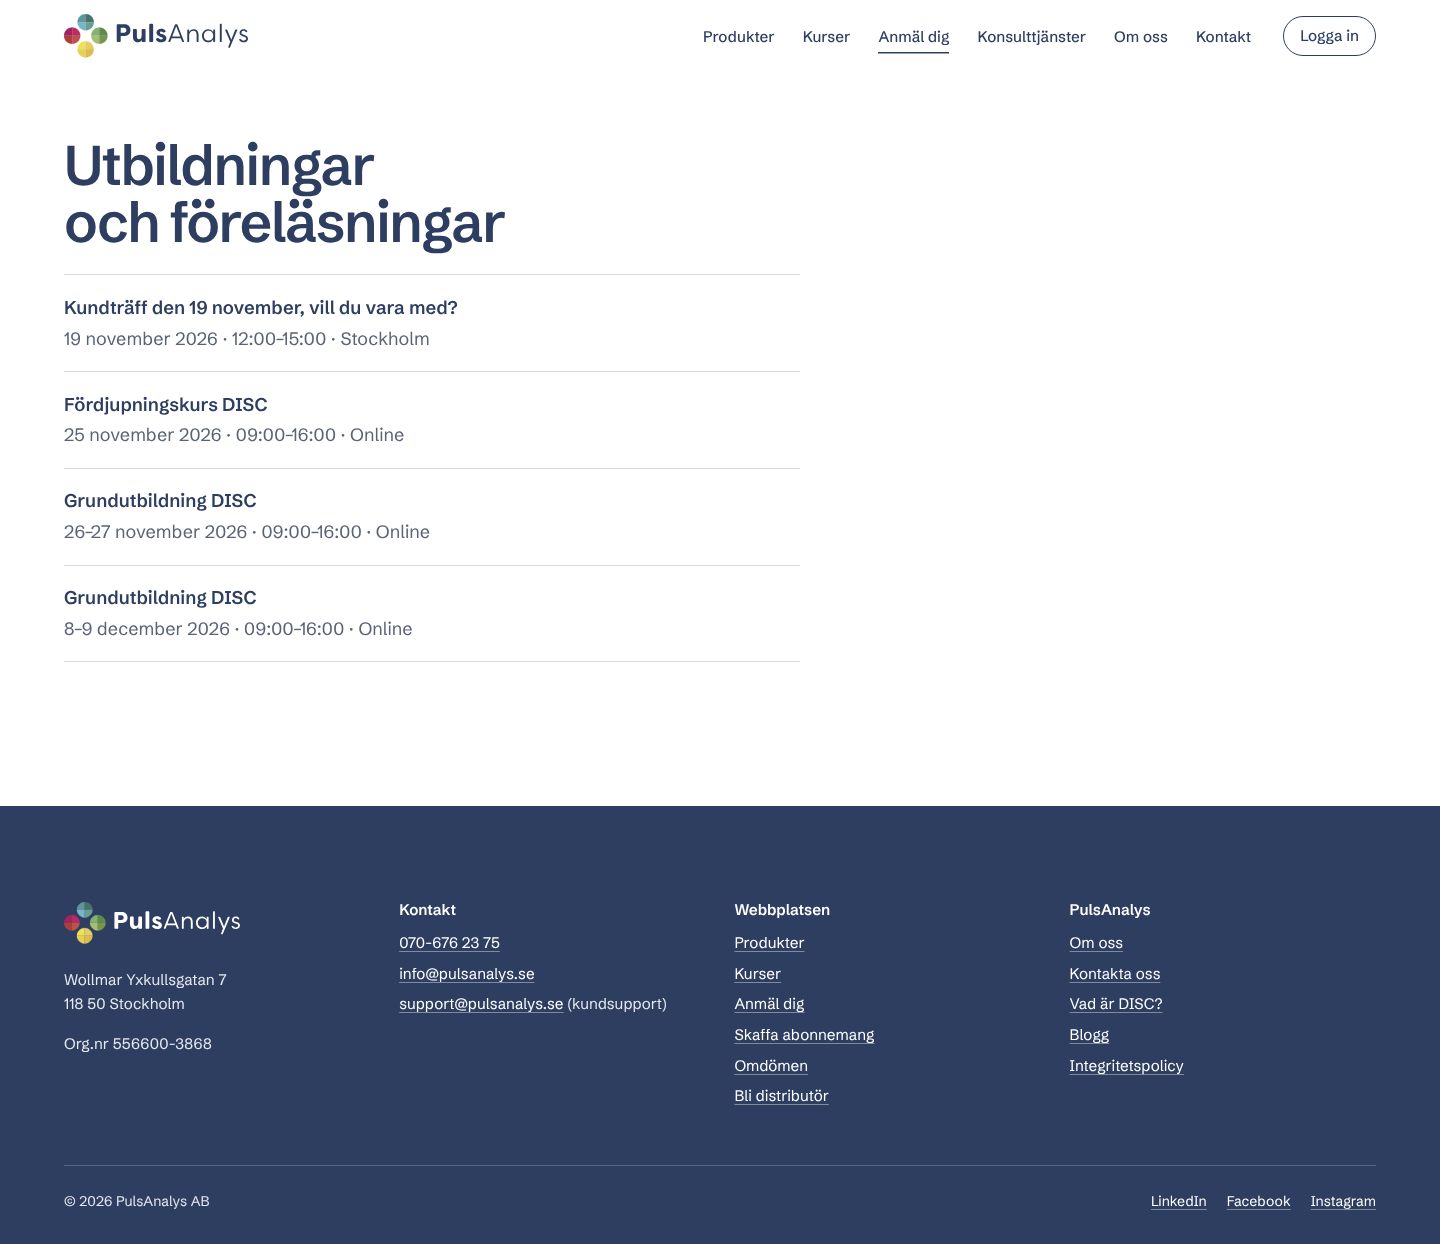 PulsAnalys
Produkter
Kurser
Anmäl dig
Konsulttjänster
Om oss
Kontakt
Logga in
Utbildningar
och föreläsningar
Kundträff den 19 november, vill du vara med?
19 november 2026 · 12:00–15:00 · Stockholm
Fördjupningskurs DISC
25 november 2026 · 09:00–16:00 · Online
Grundutbildning DISC
26–27 november 2026 · 09:00–16:00 · Online
Grundutbildning DISC
8–9 december 2026 · 09:00–16:00 · Online
PulsAnalys
Wollmar Yxkullsgatan 7
118 50 Stockholm
Org.nr 556600-3868
Kontakt
070-676 23 75
info@pulsanalys.se
support@pulsanalys.se (kundsupport)
Webbplatsen
Produkter
Kurser
Anmäl dig
Skaffa abonnemang
Omdömen
Bli distributör
PulsAnalys
Om oss
Kontakta oss
Vad är DISC?
Blogg
Integritetspolicy
© 2026 PulsAnalys AB
LinkedIn
Facebook
Instagram